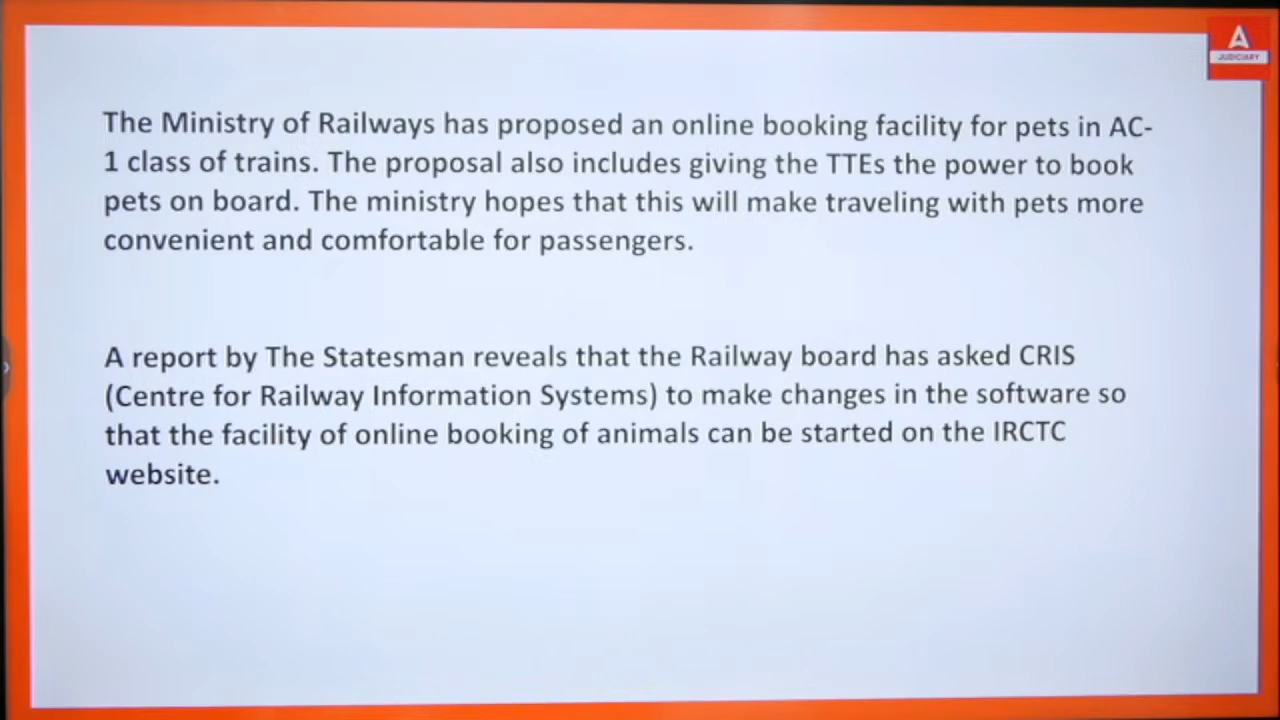 A
JUDICIARY
The Ministry of Railways has proposed an online booking facility for pets in AC-
1 class of trains. The proposal also includes giving the TTEs the power to book
pets on board. The ministry hopes that this will make traveling with pets more
convenient and comfortable for passengers.
A report by The Statesman reveals that the Railway board has asked CRIS
(Centre for Railway Information Systems) to make changes in the software so
that the facility of online booking of animals can be started on the IRCTC
website.